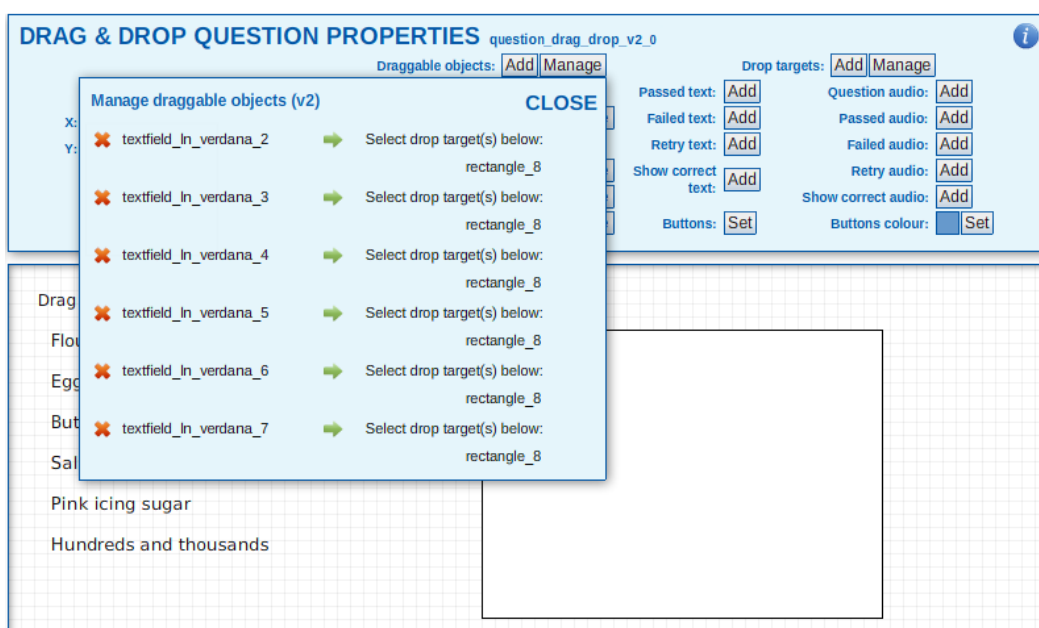 DRAG & DROP QUESTION PROPERTIES question_drag_drop_v2_0
Draggable objects: Add Manage
Drop targets: Add Manage
Manage draggable objects (v2) CLOSE
X:
Y:
textfield_ln_verdana_2 Select drop target(s) below:
rectangle_8
textfield_ln_verdana_3 Select drop target(s) below:
rectangle_8
textfield_ln_verdana_4 Select drop target(s) below:
rectangle_8
textfield_ln_verdana_5 Select drop target(s) below:
rectangle_8
textfield_ln_verdana_6 Select drop target(s) below:
rectangle_8
textfield_ln_verdana_7 Select drop target(s) below:
rectangle_8
Passed text: Add
Failed text: Add
Retry text: Add
Show correct
text: Add
Buttons: Set
Question audio: Add
Passed audio: Add
Failed audio: Add
Retry audio: Add
Show correct audio: Add
Buttons colour: Set
Drag
Pink icing sugar
Hundreds and thousands